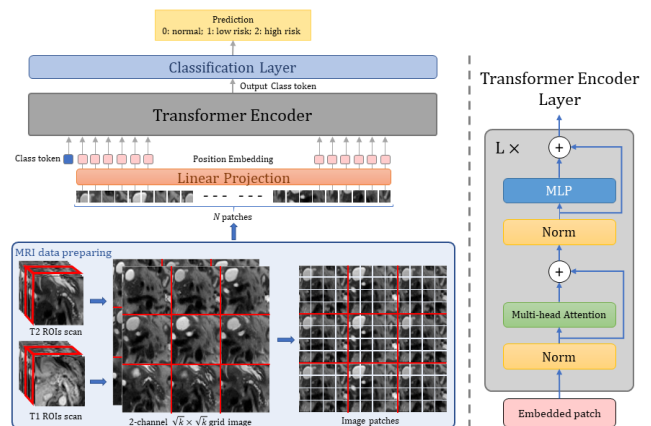 Prediction
0: normal; 1: low risk; 2: high risk
Classification Layer
Output Class token
Transformer Encoder
Class token
Position Embedding
Linear Projection
N patches
MRI data preparing
T2 ROIs scan
T1 ROIs scan
2-channel √k × √k grid image
Image patches
Transformer Encoder
Layer
L ×
+
MLP
Norm
+
Multi-head Attention
Norm
Embedded patch